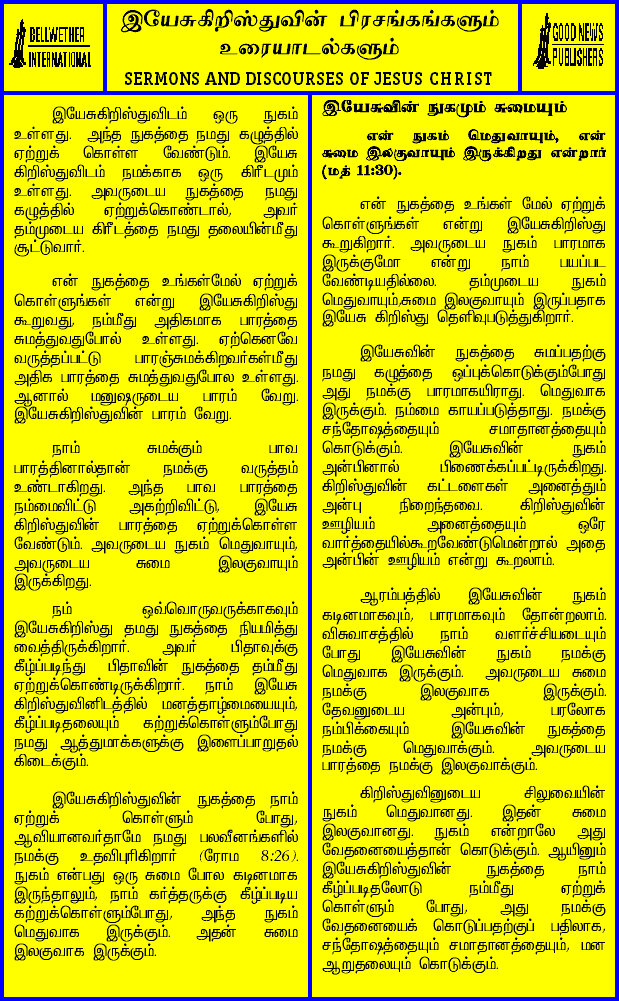 BELLWETHER
INTERNATIONAL
இயேசுகிறிஸ்துவின் பிரசங்கங்களும்
உரையாடல்களும்
SERMONS AND DISCOURSES OF JESUS CHRIST
GOOD NEWS
PUBLISHERS
இயேசுகிறிஸ்துவிடம் ஒரு நுகம்
உள்ளது. அந்த நுகத்தை நமது கழுத்தில்
ஏற்றுக் கொள்ள வேண்டும். இயேசு
கிறிஸ்துவிடம் நமக்காக ஒரு கிரீடமும்
உள்ளது. அவருடைய நுகத்தை நமது
கழுத்தில் ஏற்றுக்கொண்டால், அவர்
தம்முடைய கிரீடத்தை நமது தலையின்மீது
சூட்டுவார்.
என் நுகத்தை உங்கள்மேல் ஏற்றுக்
கொள்ளுங்கள் என்று இயேசுகிறிஸ்து
கூறுவது, நம்மீது அதிகமாக பாரத்தை
சுமத்துவதுபோல் உள்ளது. ஏற்கெனவே
வருத்தப்பட்டு பாரஞ்சுமக்கிறவர்கள்மீது
அதிக பாரத்தை சுமத்துவதுபோல உள்ளது.
ஆனால் மனுஷருடைய பாரம் வேறு.
இயேசுகிறிஸ்துவின் பாரம் வேறு.
நாம் சுமக்கும் பாவ
பாரத்தினால்தான் நமக்கு வருத்தம்
உண்டாகிறது. அந்த பாவ பாரத்தை
நம்மைவிட்டு அகற்றிவிட்டு, இயேசு
கிறிஸ்துவின் பாரத்தை ஏற்றுக்கொள்ள
வேண்டும். அவருடைய நுகம் மெதுவாயும்,
அவருடைய சுமை இலகுவாயும்
இருக்கிறது.
நம் ஒவ்வொருவருக்காகவும்
இயேசுகிறிஸ்து தமது நுகத்தை நியமித்து
வைத்திருக்கிறார். அவர் பிதாவுக்கு
கீழ்ப்படிந்து பிதாவின் நுகத்தை தம்மீது
ஏற்றுக்கொண்டிருக்கிறார். நாம் இயேசு
கிறிஸ்துவினிடத்தில் மனத்தாழ்மையையும்,
கீழ்ப்படிதலையும் கற்றுக்கொள்ளும்போது
நமது ஆத்துமாக்களுக்கு இளைப்பாறுதல்
கிடைக்கும்.
இயேசுகிறிஸ்துவின் நுகத்தை நாம்
ஏற்றுக் கொள்ளும் போது,
ஆவியானவர்தாமே நமது பலவீனங்களில்
நமக்கு உதவிபுரிகிறார் (ரோம 8:26).
நுகம் என்பது ஒரு சுமை போல கடினமாக
இருந்தாலும், நாம் கர்த்தருக்கு கீழ்ப்படிய
கற்றுக்கொள்ளும்போது, அந்த நுகம்
மெதுவாக இருக்கும். அதன் சுமை
இலகுவாக இருக்கும்.
இயேசுவின் நுகமும் சுமையும்
என் நுகம் மெதுவாயும், என்
சுமை இலகுவாயும் இருக்கிறது என்றார்
(மத் 11:30).
என் நுகத்தை உங்கள் மேல் ஏற்றுக்
கொள்ளுங்கள் என்று இயேசுகிறிஸ்து
கூறுகிறார். அவருடைய நுகம் பாரமாக
இருக்குமோ என்று நாம் பயப்பட
வேண்டியதில்லை. தம்முடைய நுகம்
மெதுவாயும்,சுமை இலகுவாயும் இருப்பதாக
இயேசு கிறிஸ்து தெளிவுபடுத்துகிறார்.
இயேசுவின் நுகத்தை சுமப்பதற்கு
நமது கழுத்தை ஒப்புக்கொடுக்கும்போது
அது நமக்கு பாரமாகயிராது. மெதுவாக
இருக்கும். நம்மை காயப்படுத்தாது. நமக்கு
சந்தோஷத்தையும் சமாதானத்தையும்
கொடுக்கும். இயேசுவின் நுகம்
அன்பினால் பிணைக்கப்பட்டிருக்கிறது.
கிறிஸ்துவின் கட்டளைகள் அனைத்தும்
அன்பு நிறைந்தவை. கிறிஸ்துவின்
ஊழியம் அனைத்தையும் ஒரே
வார்த்தையில்கூறவேண்டுமென்றால் அதை
அன்பின் ஊழியம் என்று கூறலாம்.
ஆரம்பத்தில் இயேசுவின் நுகம்
கடினமாகவும், பாரமாகவும் தோன்றலாம்.
விசுவாசத்தில் நாம் வளர்ச்சியடையும்
போது இயேசுவின் நுகம் நமக்கு
மெதுவாக இருக்கும். அவருடைய சுமை
நமக்கு இலகுவாக இருக்கும்.
தேவனுடைய அன்பும், பரலோக
நம்பிக்கையும் இயேசுவின் நுகத்தை
நமக்கு மெதுவாக்கும். அவருடைய
பாரத்தை நமக்கு இலகுவாக்கும்.
கிறிஸ்துவினுடைய சிலுவையின்
நுகம் மெதுவானது. இதன் சுமை
இலகுவானது. நுகம் என்றாலே அது
வேதனையைத்தான் கொடுக்கும். ஆயினும்
இயேசுகிறிஸ்துவின் நுகத்தை நாம்
கீழ்ப்படிதலோடு நம்மீது ஏற்றுக்
கொள்ளும் போது, அது நமக்கு
வேதனையைக் கொடுப்பதற்குப் பதிலாக,
சந்தோஷத்தையும் சமாதானத்தையும், மன
ஆறுதலையும் கொடுக்கும்.